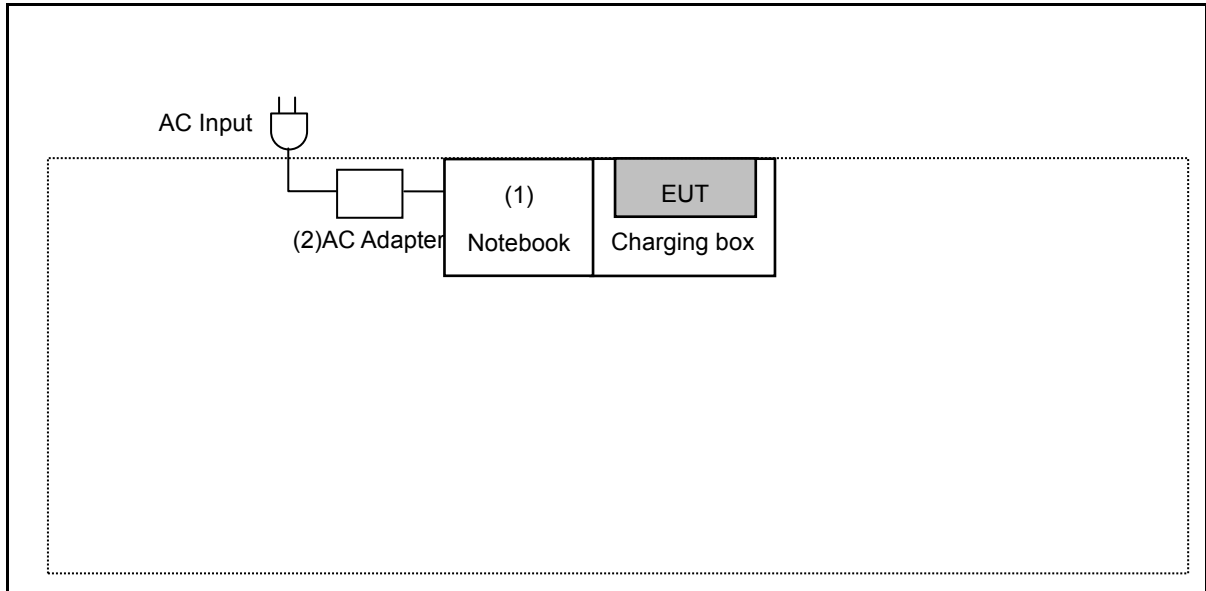 AC Input
(1)
EUT
(2)AC Adapter
Notebook
Charging box